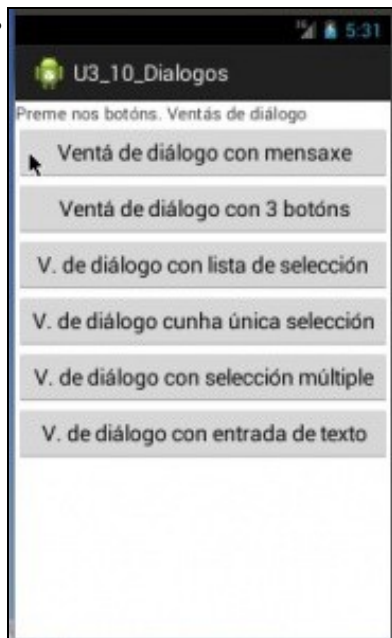 5:31
U3_10_Dialogos
Preme nos botóns. Ventás de diálogo
Ventá de diálogo con mensaxe
Ventá de diálogo con 3 botóns
V. de diálogo con lista de selección
V. de diálogo cunha única selección
V. de diálogo con selección múltiple
V. de diálogo con entrada de texto